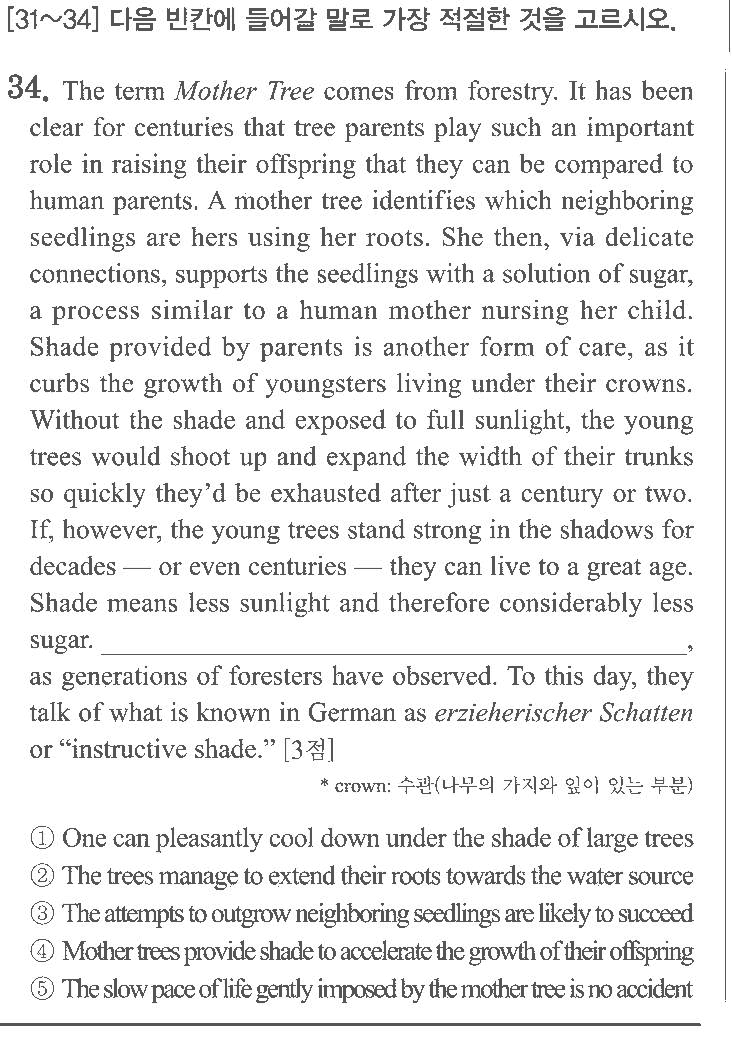 [31~34] 다음 빈칸에 들어갈 말로 가장 적절한 것을 고르시오.
34. The term Mother Tree comes from forestry. It has been
clear for centuries that tree parents play such an important
role in raising their offspring that they can be compared to
human parents. A mother tree identifies which neighboring
seedlings are hers using her roots. She then, via delicate
connections, supports the seedlings with a solution of sugar,
a process similar to a human mother nursing her child.
Shade provided by parents is another form of care, as it
curbs the growth of youngsters living under their crowns.
Without the shade and exposed to full sunlight, the young
trees would shoot up and expand the width of their trunks
so quickly they'd be exhausted after just a century or two.
If, however, the young trees stand strong in the shadows for
decades — or even centuries — they can live to a great age.
Shade means less sunlight and therefore considerably less
sugar. ________________________________________,
as generations of foresters have observed. To this day, they
talk of what is known in German as erzieherischer Schatten
or “instructive shade.” [3점]
* crown: 수관(나무의 가지와 잎이 있는 부분)
① One can pleasantly cool down under the shade of large trees
② The trees manage to extend their roots towards the water source
③ The attempts to outgrow neighboring seedlings are likely to succeed
④ Mother trees provide shade to accelerate the growth of their offspring
⑤ The slow pace of life gently imposed by the mother tree is no accident